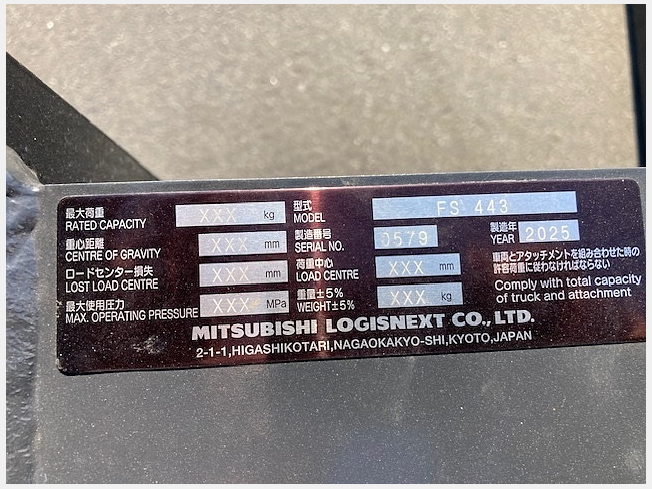 最大荷重 XXX kg 型式 FS 443
RATED CAPACITY MODEL
重心距離 XXX mm 製造番号 0579 製造年 2025
CENTRE OF GRAVITY SERIAL NO. YEAR
ロードセンター損失 XXX mm 荷重中心 XXX mm 車両とアタッチメントを組み合わせた時の
LOST LOAD CENTRE LOAD CENTRE 許容荷重に従わなければならない
最大使用圧力 XXX MPa 重量±5% XXX kg Comply with total capacity
MAX. OPERATING PRESSURE WEIGHT±5% of truck and attachment
MITSUBISHI LOGISNEXT CO., LTD.
2-1-1,HIGASHIKOTARI,NAGAOKAKYO-SHI,KYOTO,JAPAN